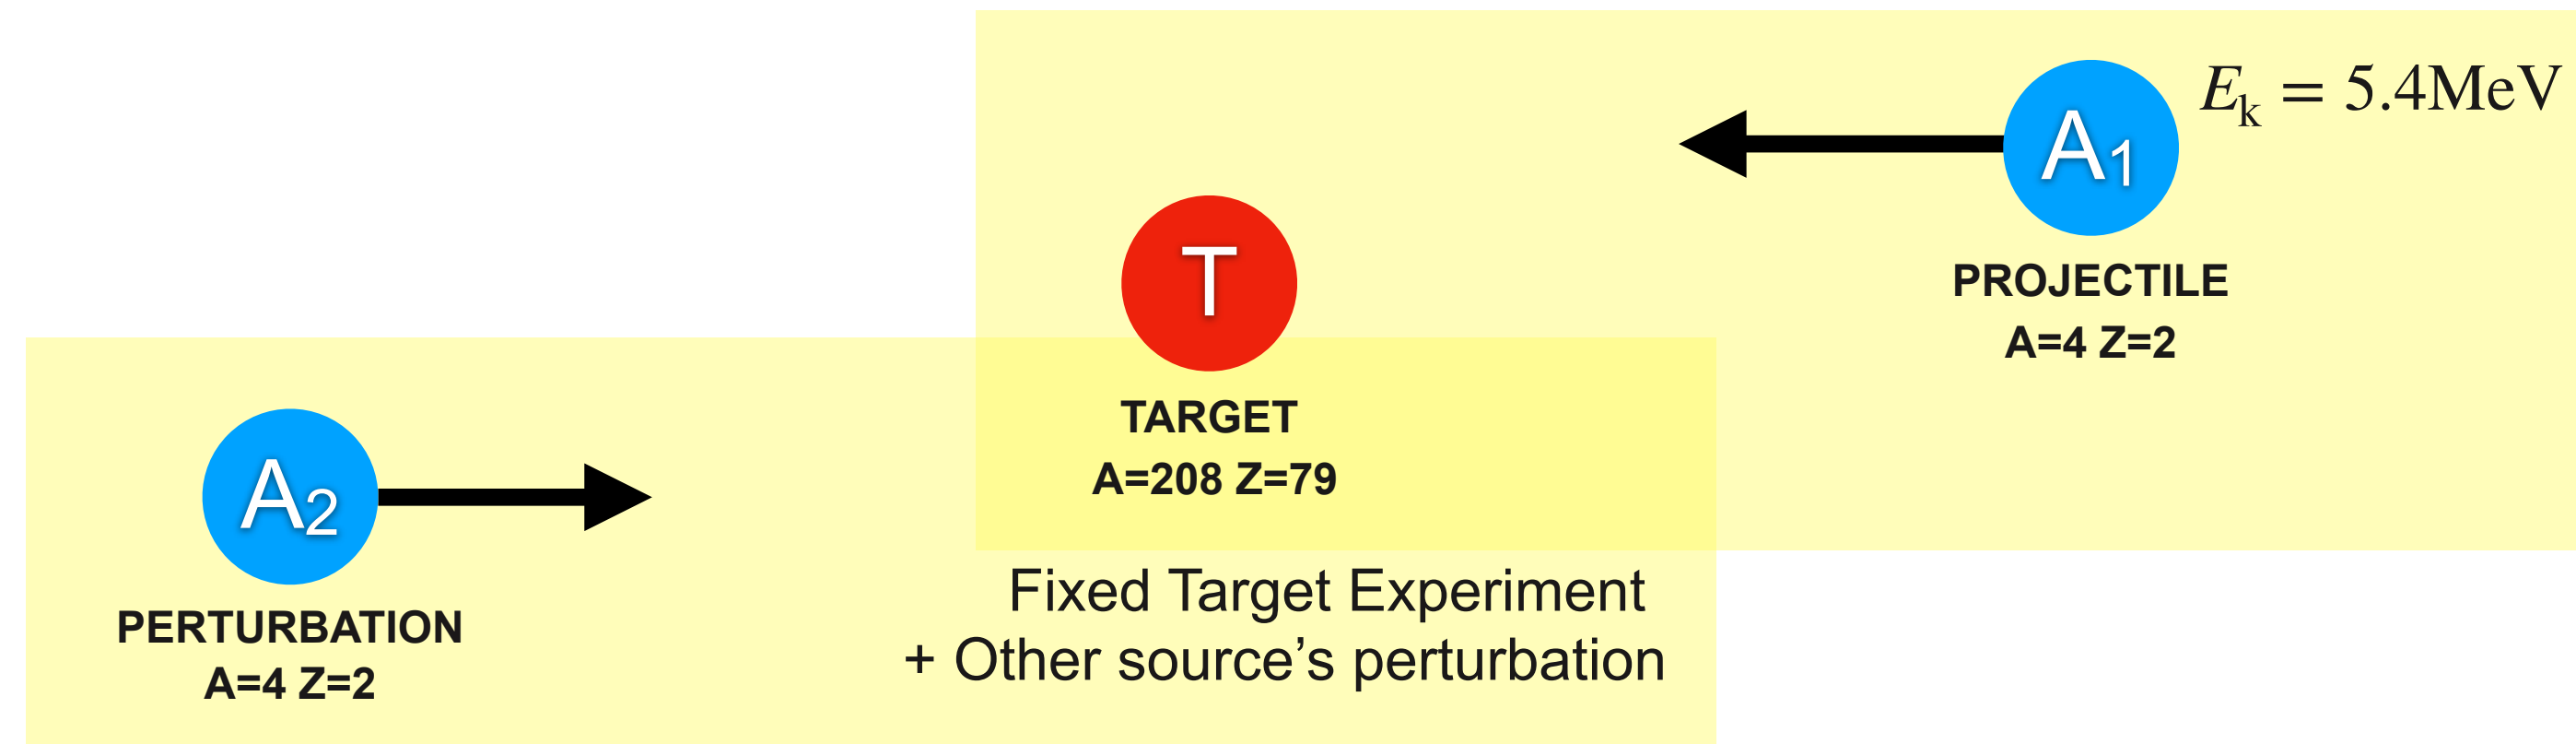 A₁
E_k = 5.4MeV
PROJECTILE
A=4 Z=2
T
TARGET
A=208 Z=79
A₂
PERTURBATION
A=4 Z=2
Fixed Target Experiment
+ Other source’s perturbation